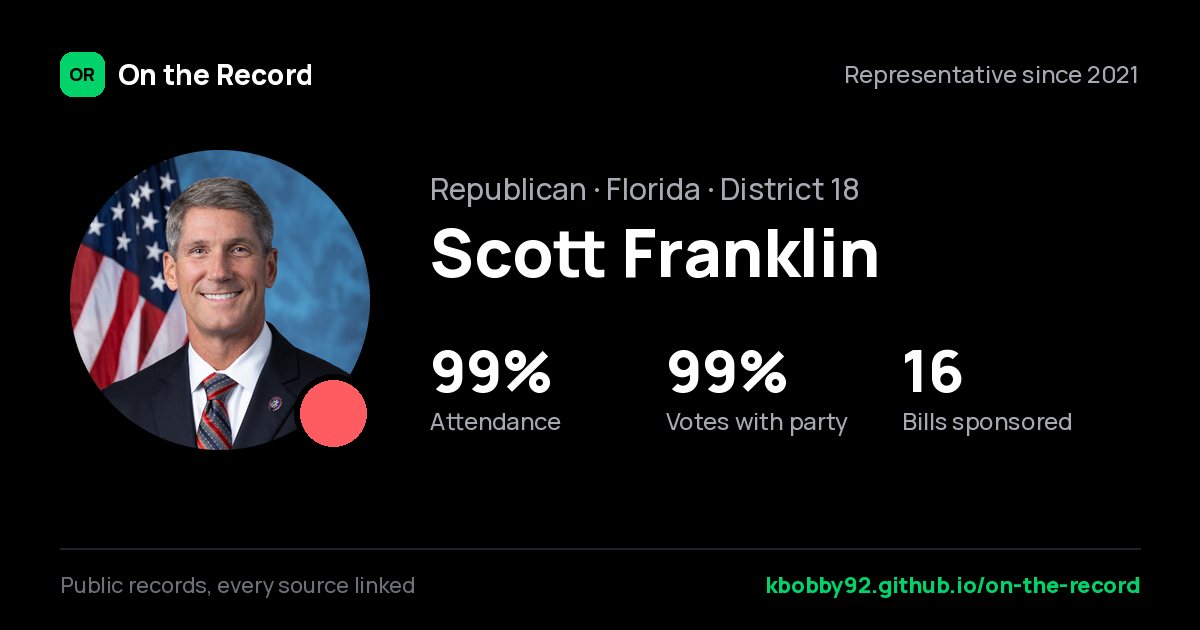 OR On the Record
Representative since 2021
Republican · Florida · District 18
Scott Franklin
99% 99% 16
Attendance Votes with party Bills sponsored
Public records, every source linked
kbobby92.github.io/on-the-record